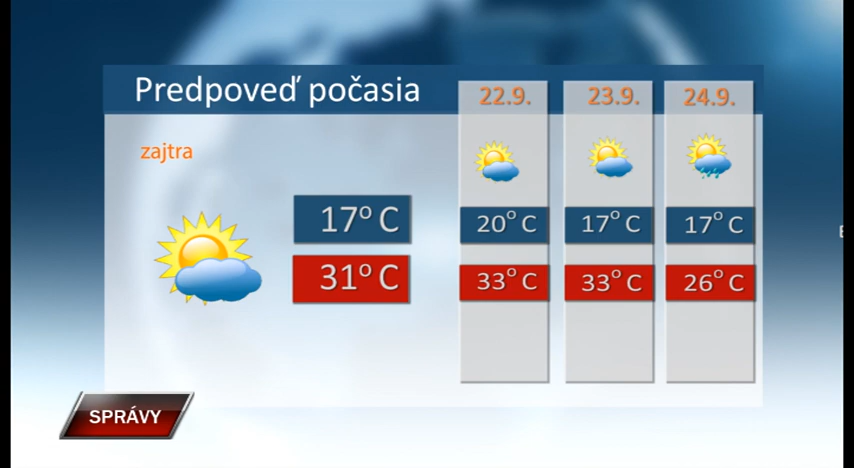 Predpoveď počasia
zajtra
17° C
31° C
22.9.
20° C
33° C
23.9.
17° C
33° C
24.9.
17° C
26° C
SPRÁVY